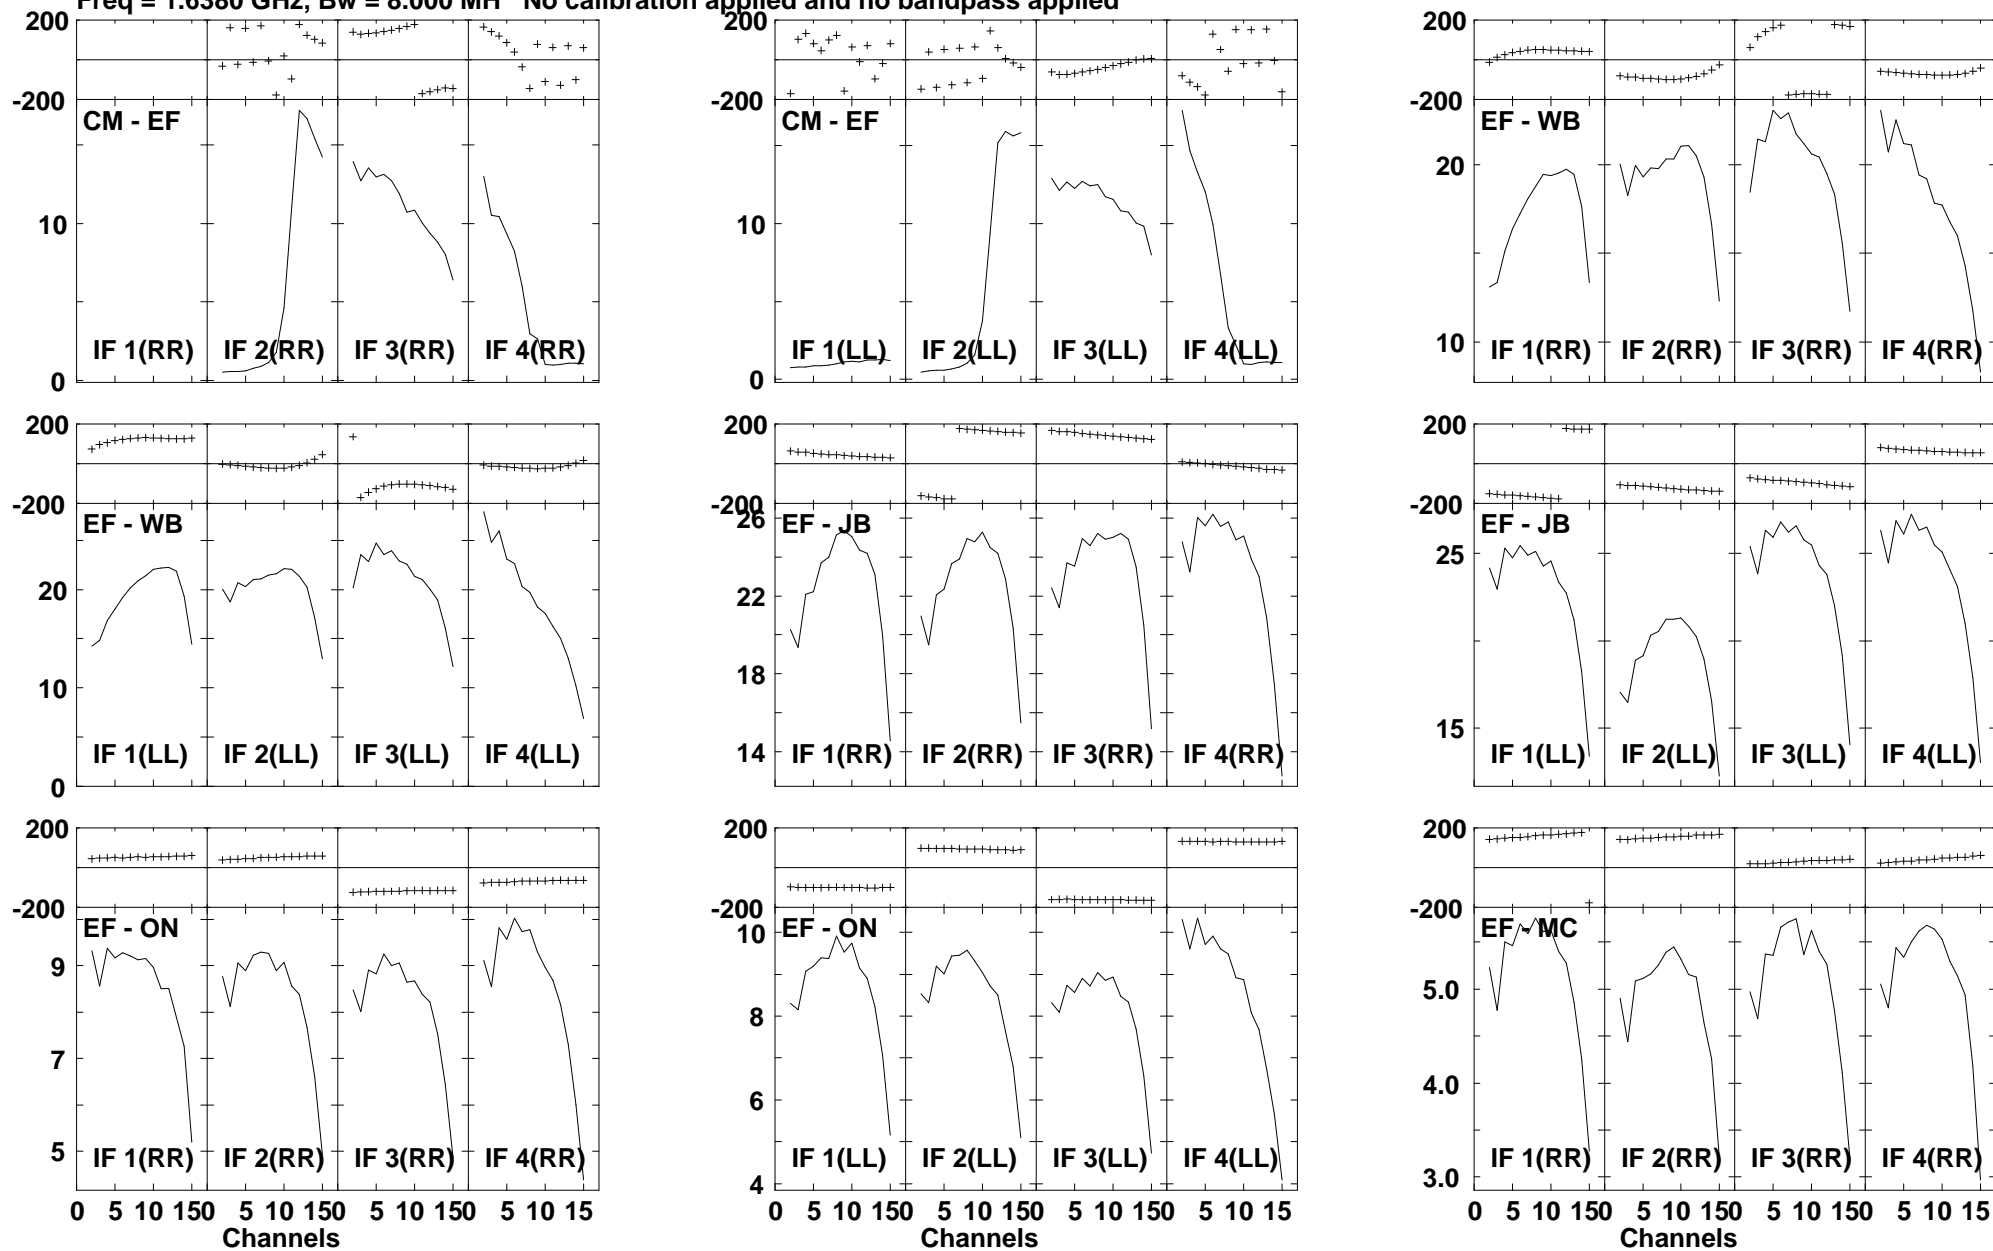 Freq = 1.6380 GHz, Bw = 8.000 MH   No calibration applied and no bandpass applied
200 200 200
-200 -200 -200
CM - EF CM - EF EF - WB
20
10 10
10
IF 1(RR) IF 2(RR) IF 3(RR) IF 4(RR) IF 1(LL) IF 2(LL) IF 3(LL) IF 4(LL) IF 1(RR) IF 2(RR) IF 3(RR) IF 4(RR)
0 0
200 200 200
-200 -200
26
EF - WB EF - JB EF - JB
25
20 22
18
10
15
IF 1(LL) IF 2(LL) IF 3(LL) IF 4(LL) 14 IF 1(RR) IF 2(RR) IF 3(RR) IF 4(RR) IF 1(LL) IF 2(LL) IF 3(LL) IF 4(LL)
0
200 200 200
-200 -200 -200
EF - ON 10 EF - ON EF - MC
9 8 5.0
7 6 4.0
5 IF 1(RR) IF 2(RR) IF 3(RR) IF 4(RR) IF 1(LL) IF 2(LL) IF 3(LL) IF 4(LL) IF 1(RR) IF 2(RR) IF 3(RR) IF 4(RR)
4 3.0
0 5 10 150 5 10 150 5 10 150 5 10 15 0 5 10 150 5 10 150 5 10 150 5 10 15 0 5 10 150 5 10 150 5 10 150 5 10 15
Channels Channels Channels